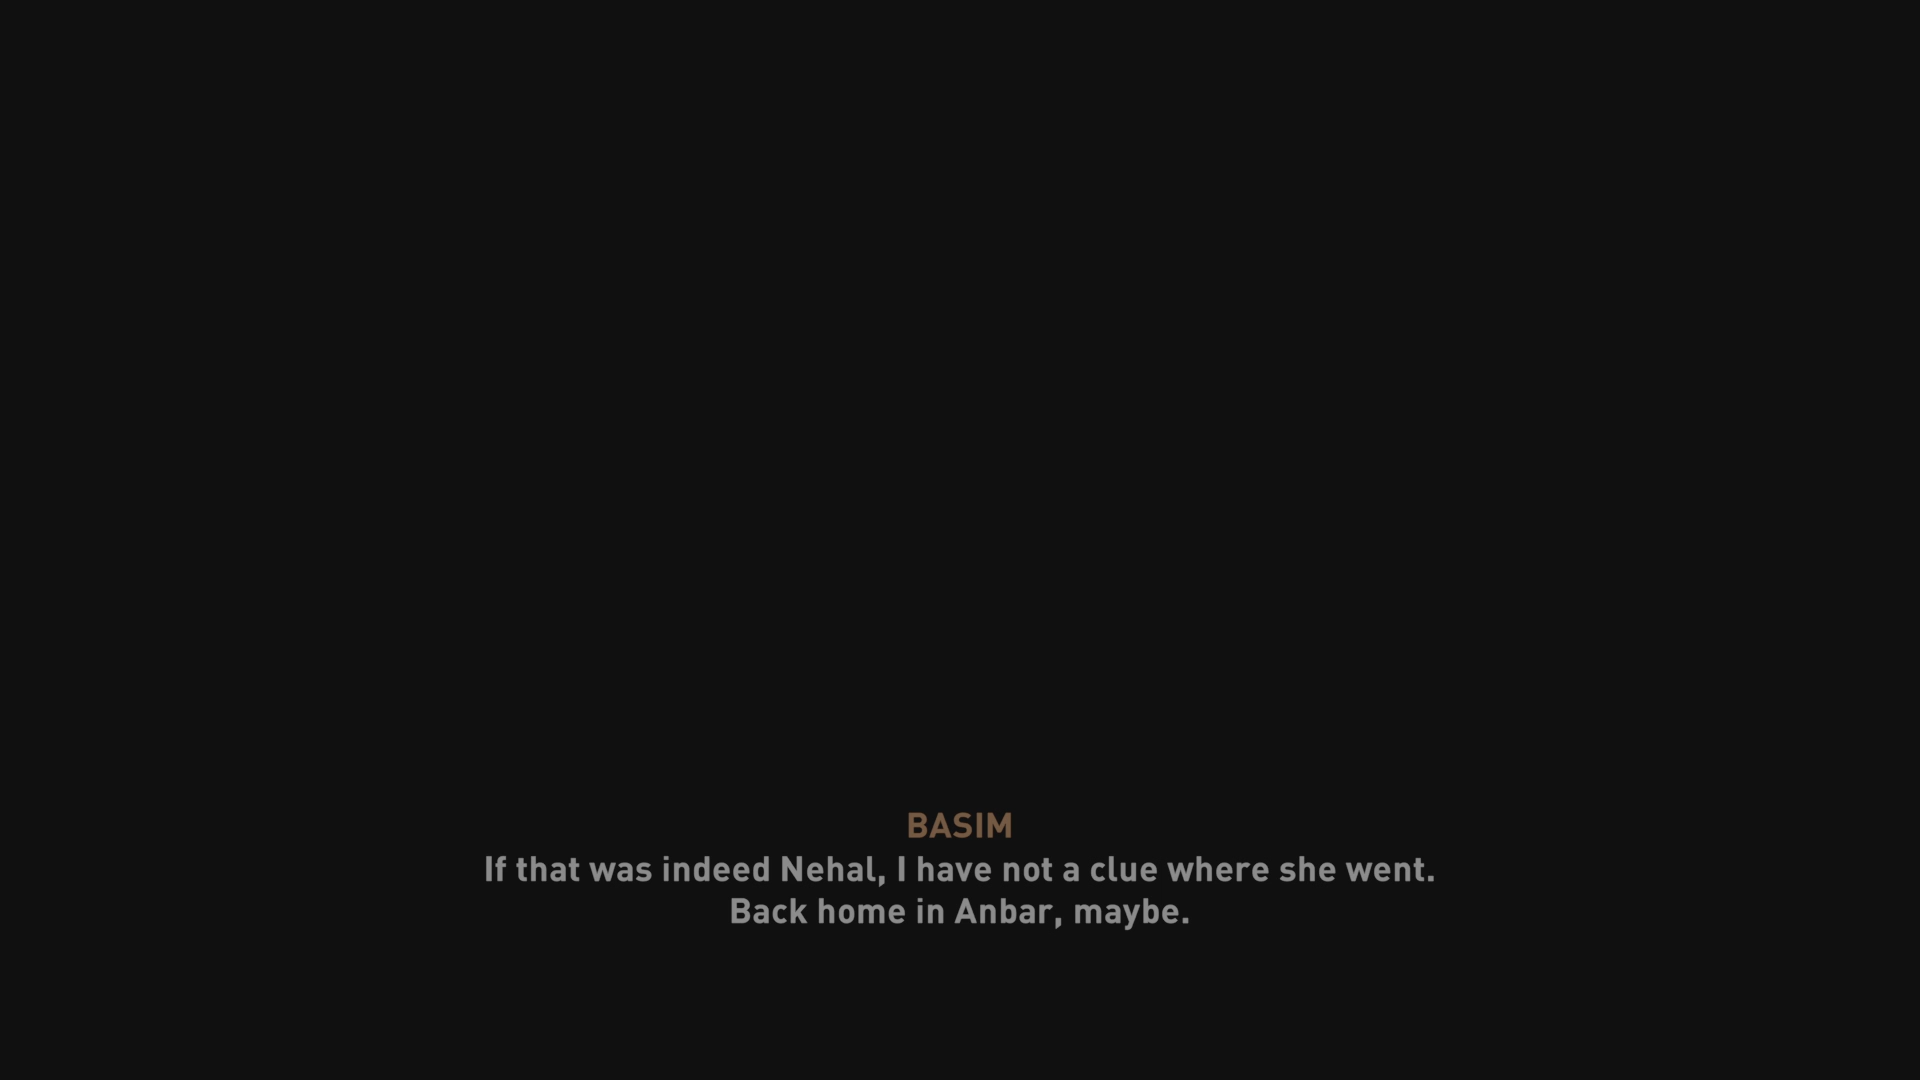 BASIM
If that was indeed Nehal, I have not a clue where she went.
Back home in Anbar, maybe.